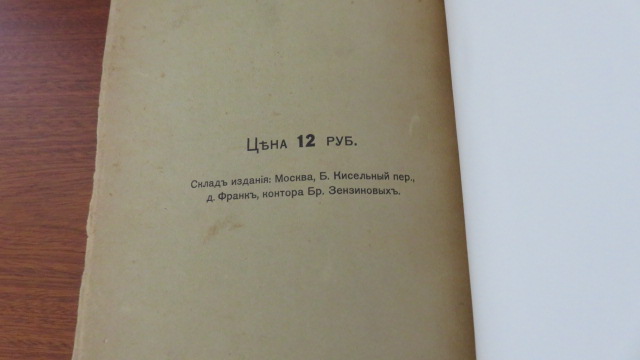 Цѣна 12 руб.
Складъ изданія: Москва, Б. Кисельный пер.,
д. Франкъ, контора Бр. Зензиновыхъ.